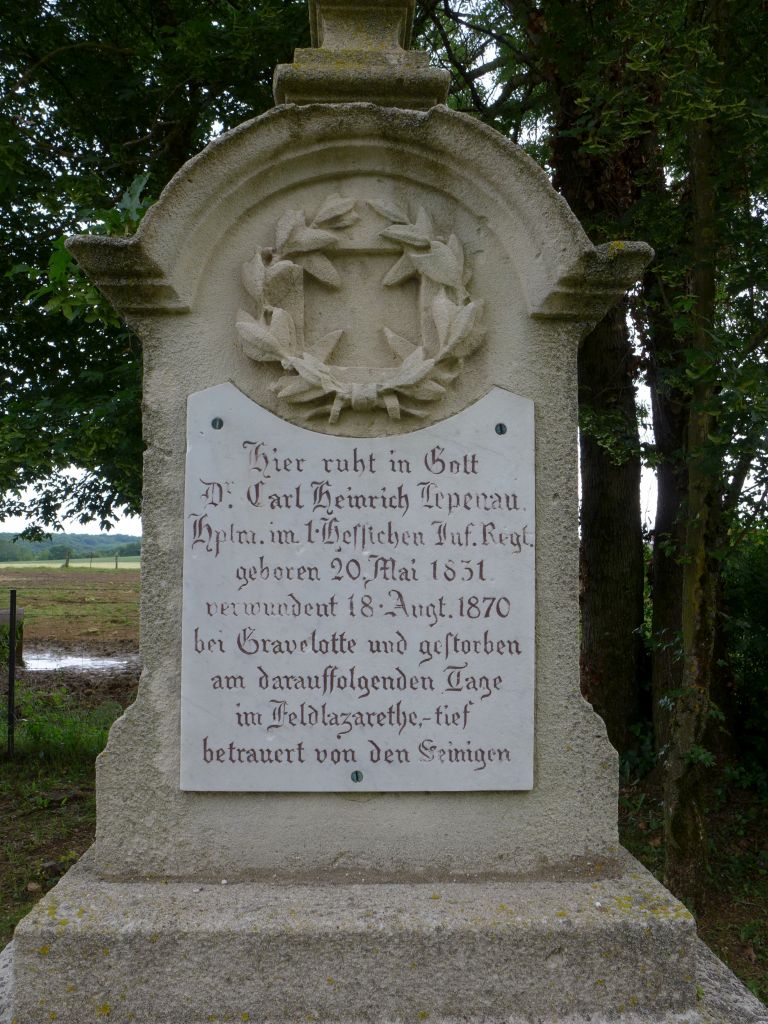 Hier ruht in Gott
Dr. Carl Heinrich Lepenau.
Hptm. im 1. Hessischen Inf. Regt.
geboren 20. Mai 1831.
verwundent 18. Augt. 1870
bei Gravelotte und gestorben
am darauffolgenden Tage
im Feldlazarethe,-tief
betrauert von den Seinigen